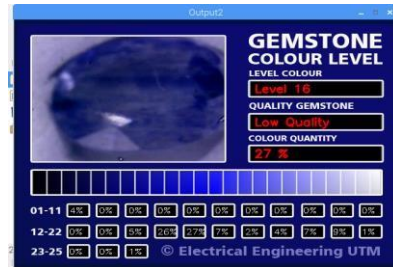 Output2
GEMSTONE
COLOUR LEVEL
LEVEL COLOUR
Level 16
QUALITY GEMSTONE
Low Quality
COLOUR QUANTITY
27 %
01-11 4% 0% 0% 0% 0% 0% 0% 0% 0% 0% 0%
12-22 0% 0% 5% 26% 27% 7% 2% 4% 7% 8% 1%
23-25 0% 0% 1% © Electrical Engineering UTM